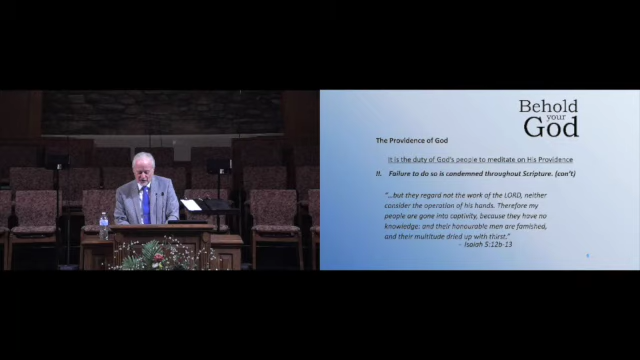 Behold
your
God
The Providence of God
It is the duty of God's people to meditate on His Providence
II. Failure to do so is condemned throughout Scripture. (con't)
"...but they regard not the work of the LORD, neither
consider the operation of his hands. Therefore my
people are gone into captivity, because they have no
knowledge: and their honourable men are famished,
and their multitude dried up with thirst,"
- Isaiah 5:12b-13